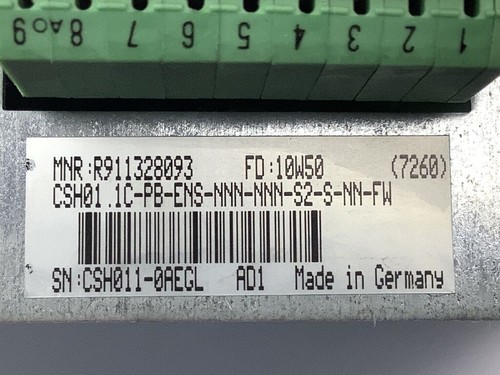 9 8 7 6 5 4 3 2 1
MNR:R911328093 FD:10W50 (7260)
CSH01.1C-PB-ENS-NNN-NNN-S2-S-NN-FW
SN:CSH011-0AEGL AD1 Made in Germany